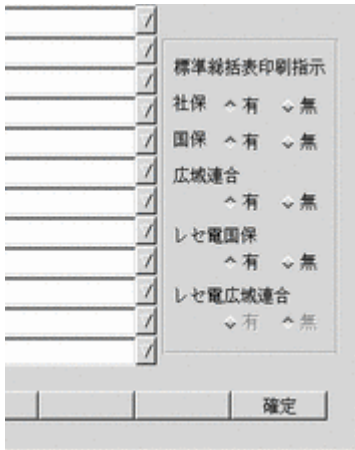 標準総括表印刷指示
社保 有 無
国保 有 無
広域連合
有 無
レセ電国保
有 無
レセ電広域連合
有 無
確定